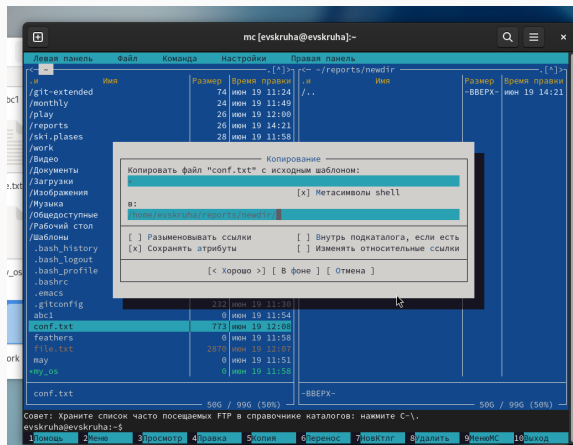 mc [evskruha@evskruha]:~
Левая панель Файл Команда Настройки Правая панель
<- ~ .[^]> <- ~/reports/newdir .[^]>
.и Имя Размер Время правки .и Имя Размер Время правки
/git-extended 74 июн 19 11:24 /.. -ВВЕРХ- июн 19 14:21
/monthly 24 июн 19 11:49
/play 26 июн 19 12:00
/reports 26 июн 19 14:21
/ski.plases 28 июн 19 11:58
/work
/Видео
/Документы
/Загрузки
/Изображения
/Музыка
/Общедоступные
/Рабочий стол
/Шаблоны
.bash_history
.bash_logout
.bash_profile
.bashrc
.emacs
.gitconfig 232 июн 19 11:30
abc1 0 июн 19 11:54
conf.txt 773 июн 19 12:08
feathers 0 июн 19 11:58
file.txt 2870 июн 19 12:07
may 0 июн 19 11:51
*my_os 0 июн 19 11:58
Копирование
Копировать файл "conf.txt" с исходным шаблоном:
[x] Метасимволы shell
в:
/home/evskruha/reports/newdir/
[ ] Разыменовывать ссылки [ ] Внутрь подкаталога, если есть
[x] Сохранять атрибуты [ ] Изменять относительные ссылки
[< Хорошо >] [ В фоне ] [ Отмена ]
conf.txt -ВВЕРХ-
50G / 99G (50%) 50G / 99G (50%)
Совет: Храните список часто посещаемых FTP в справочнике каталогов: нажмите C-\.
evskruha@evskruha:~$
1Помощь 2Меню 3Просмотр 4Правка 5Копия 6Перенос 7НовКтлг 8Удалить 9МенюMC 10Выход
bc1
e.txt
y_os
ork